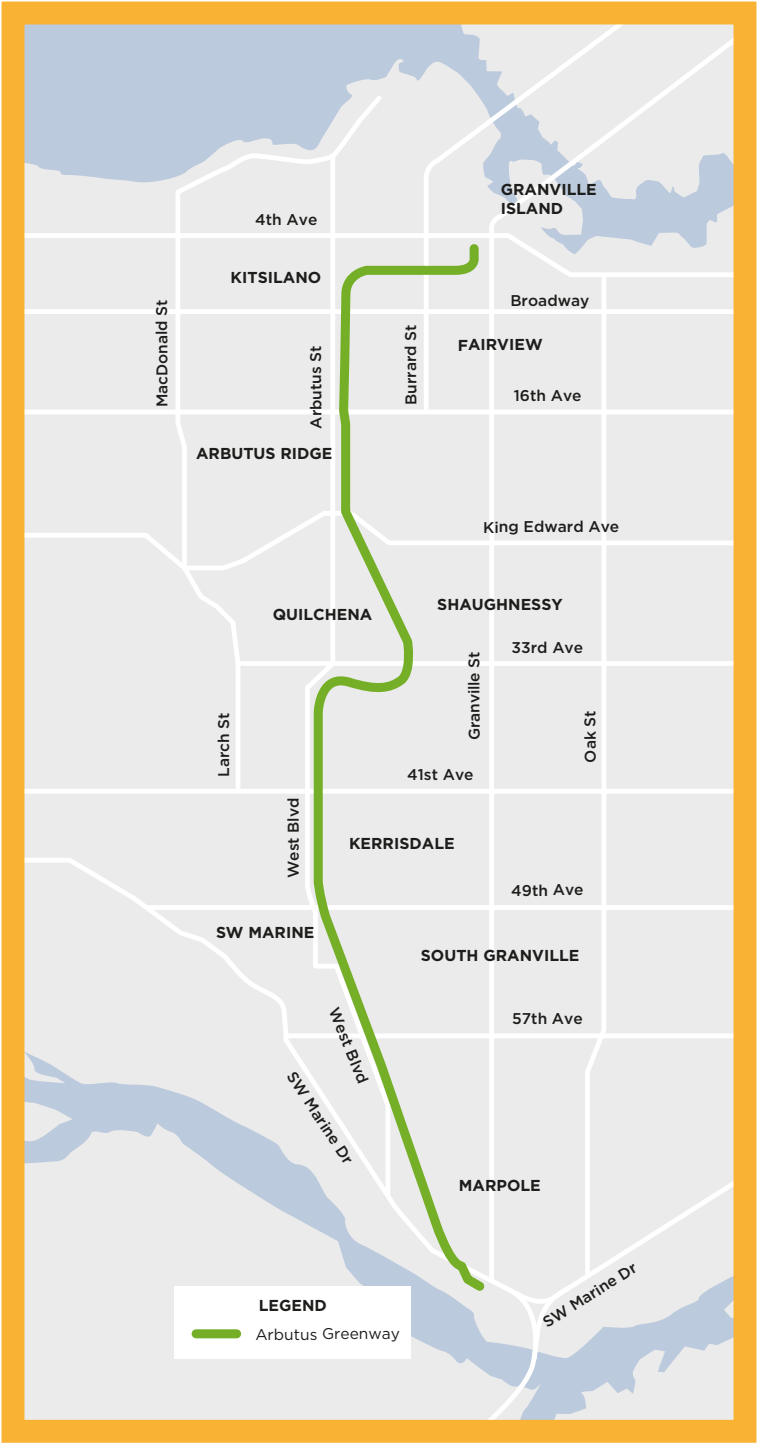 GRANVILLE
ISLAND
4th Ave
KITSILANO
Broadway
MacDonald St
Arbutus St
Burrard St
FAIRVIEW
16th Ave
ARBUTUS RIDGE
King Edward Ave
SHAUGHNESSY
QUILCHENA
33rd Ave
Granville St
Larch St
Oak St
41st Ave
West Blvd
KERRISDALE
49th Ave
SW MARINE
SOUTH GRANVILLE
West Blvd
57th Ave
SW Marine Dr
MARPOLE
SW Marine Dr
LEGEND
Arbutus Greenway